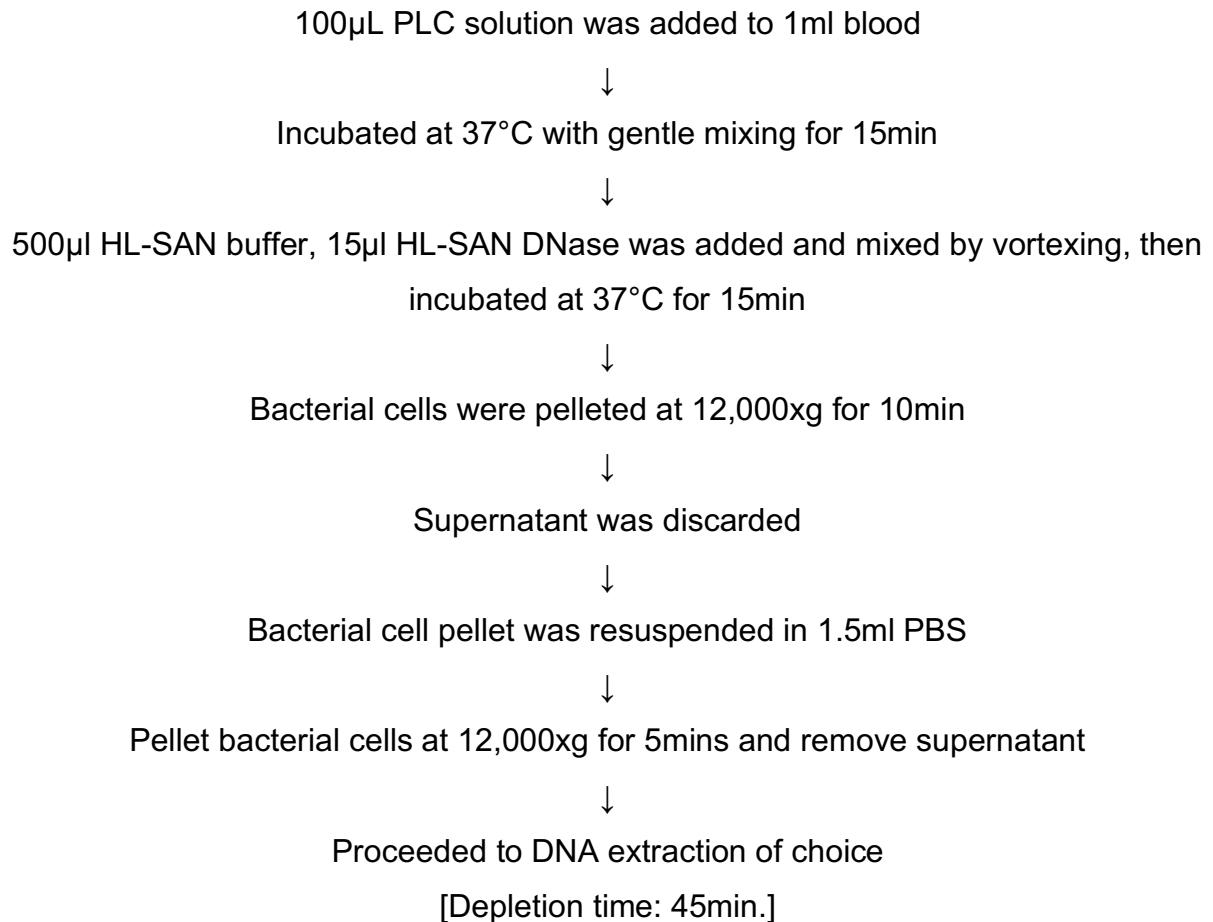 100µL PLC solution was added to 1ml blood
↓
Incubated at 37°C with gentle mixing for 15min
↓
500µl HL-SAN buffer, 15µl HL-SAN DNase was added and mixed by vortexing, then
incubated at 37°C for 15min
↓
Bacterial cells were pelleted at 12,000xg for 10min
↓
Supernatant was discarded
↓
Bacterial cell pellet was resuspended in 1.5ml PBS
↓
Pellet bacterial cells at 12,000xg for 5mins and remove supernatant
↓
Proceeded to DNA extraction of choice
[Depletion time: 45min.]